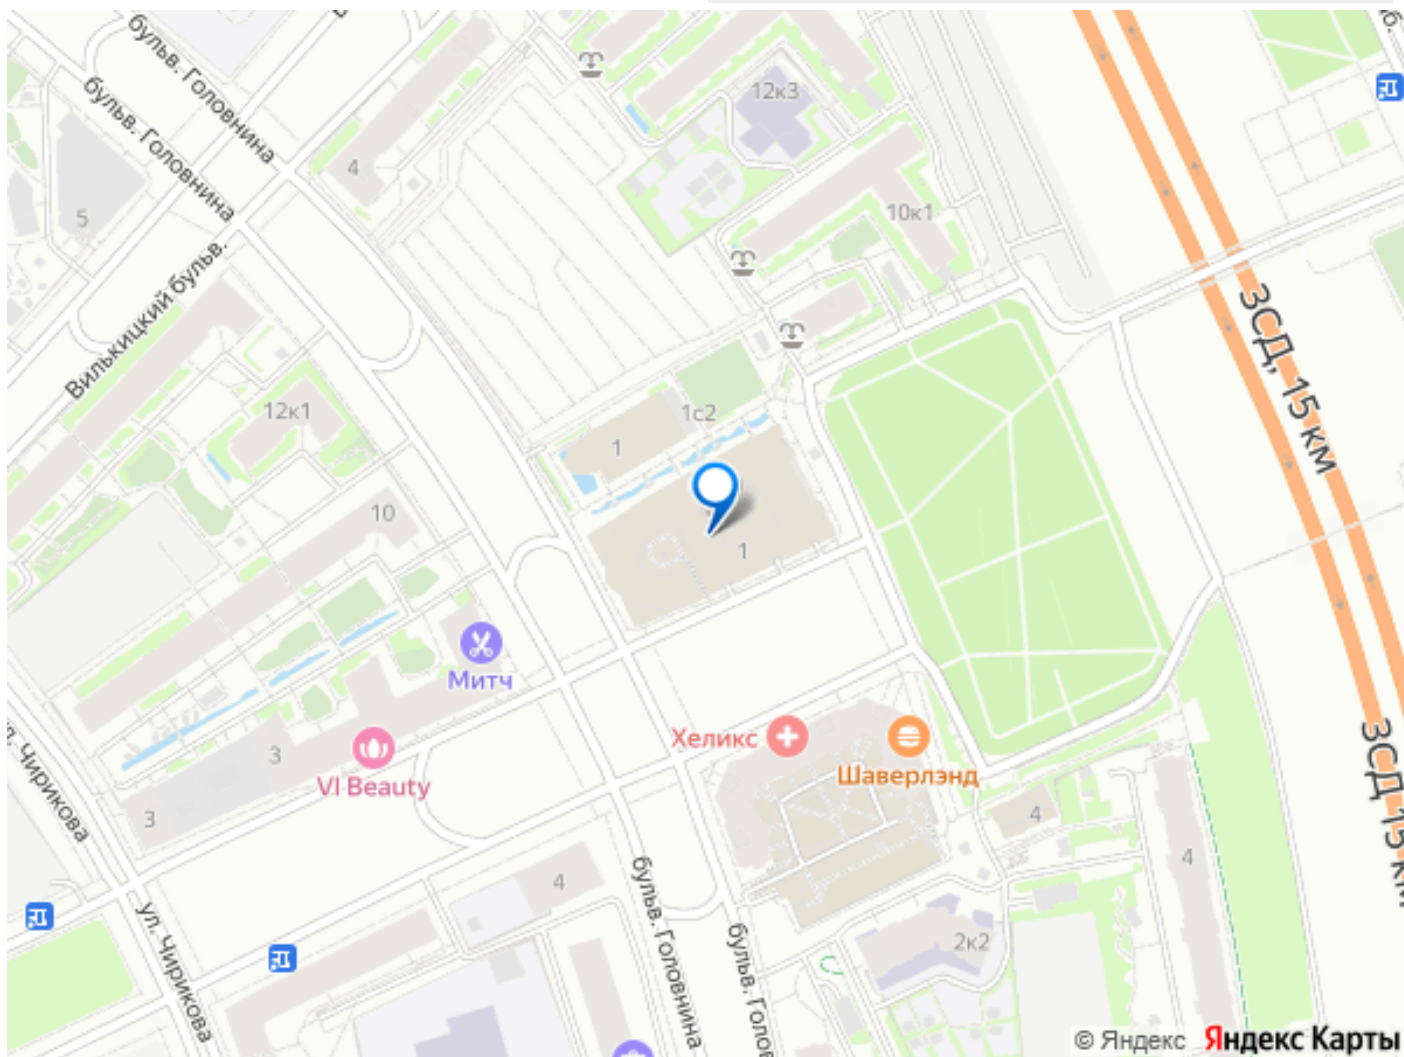 бульв. Головнина
бульв. Головнина
12к3
4
5
10к1
Вилькицкий бульв.
ЗСД, 15 км
12к1
1с2
1
10
1
Митч
Хеликс
Шаверлэнд
3
VI Beauty
3
ул. Чирикова
4
4
4
ЗСД 15 км
бульв. Головнина
бульв. Голов
2к2
ул. Чирикова
© Яндекс Яндекс Карты